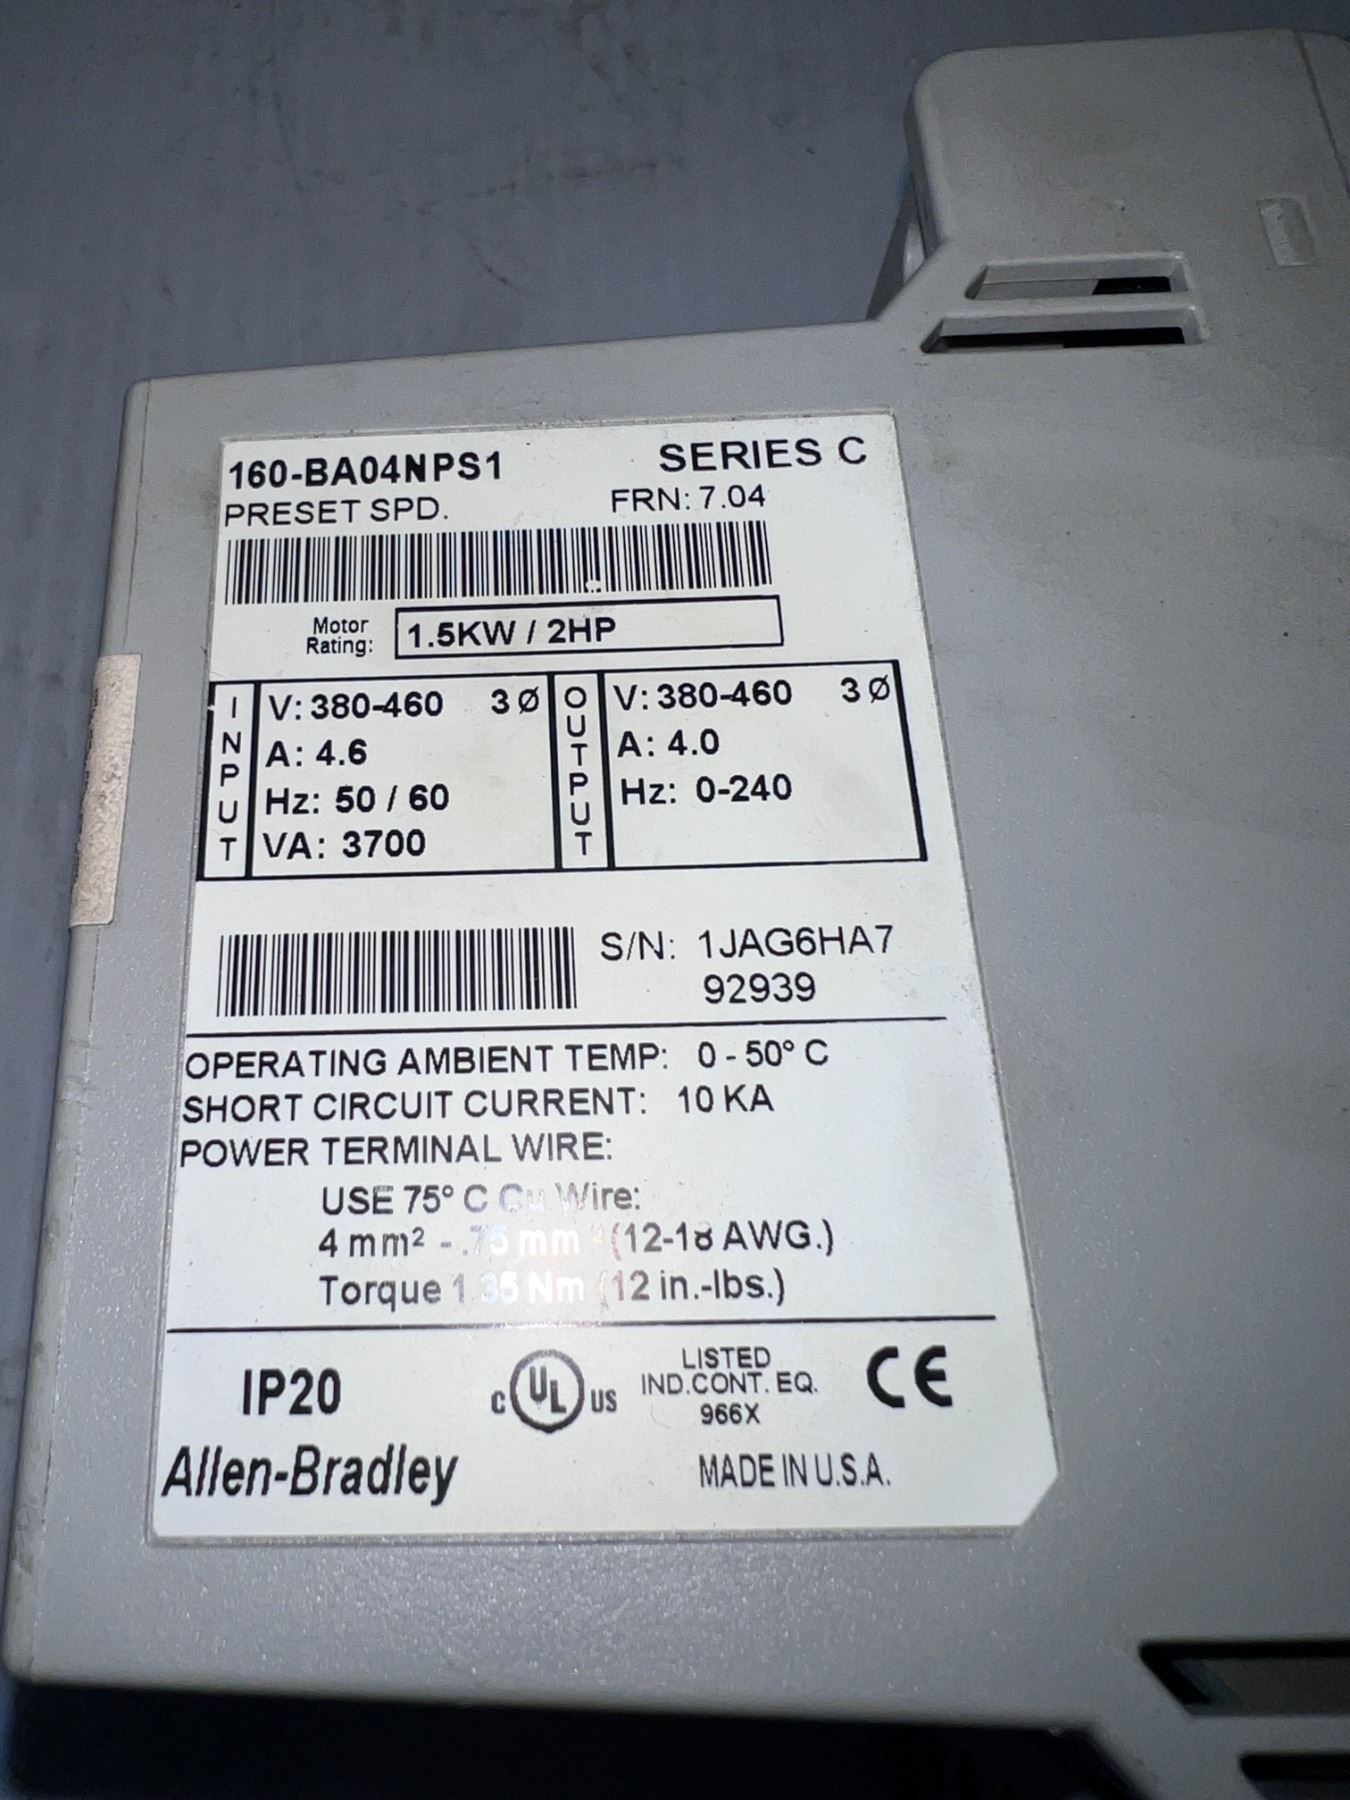 160-BA04NPS1 SERIES C
PRESET SPD. FRN: 7.04
Motor
Rating: 1.5KW / 2HP
INPUT
V: 380-460 3 Ø
A: 4.6
Hz: 50 / 60
VA: 3700
OUTPUT
V: 380-460 3 Ø
A: 4.0
Hz: 0-240
S/N: 1JAG6HA7
92939
OPERATING AMBIENT TEMP: 0 - 50° C
SHORT CIRCUIT CURRENT: 10 KA
POWER TERMINAL WIRE:
USE 75° C Cu Wire:
4 mm² - .75 mm² (12-18 AWG.)
Torque 1.35 Nm (12 in.-lbs.)
IP20
C UL US
LISTED
IND.CONT. EQ.
966X
CE
Allen-Bradley MADE IN U.S.A.